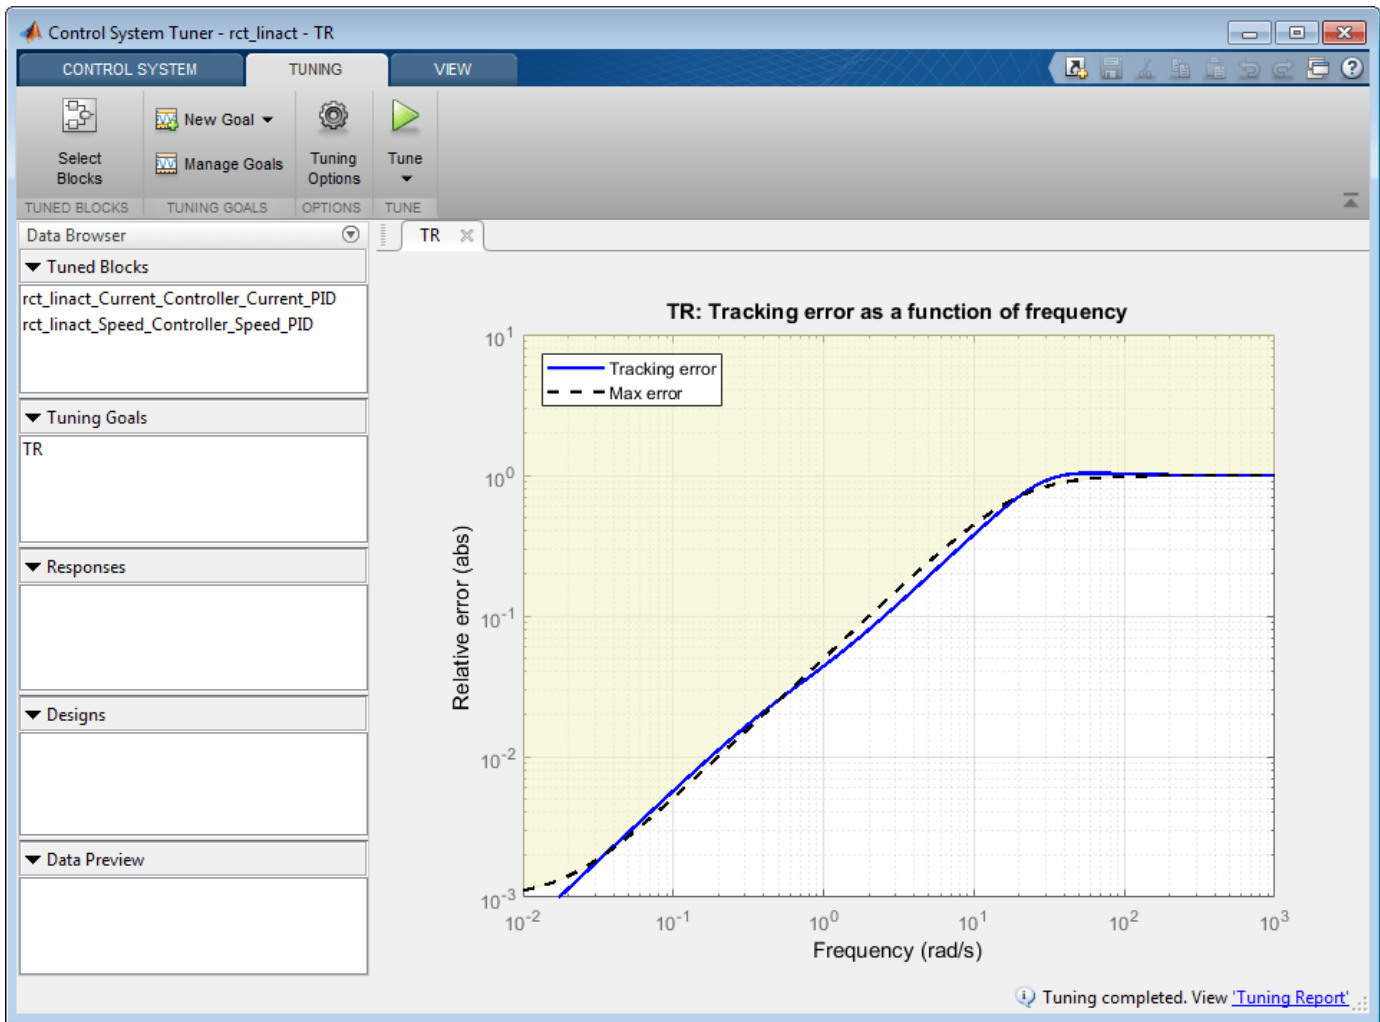 Control System Tuner - rct_linact - TR
CONTROL SYSTEM TUNING VIEW
Select Blocks
New Goal
Manage Goals
Tuning Options
Tune
TUNED BLOCKS TUNING GOALS OPTIONS TUNE
Data Browser
Tuned Blocks
rct_linact_Current_Controller_Current_PID
rct_linact_Speed_Controller_Speed_PID
Tuning Goals
TR
Responses
Designs
Data Preview
TR
TR: Tracking error as a function of frequency
Tracking error
Max error
10^1
10^0
10^-1
10^-2
10^-3
Relative error (abs)
10^-2 10^-1 10^0 10^1 10^2 10^3
Frequency (rad/s)
Tuning completed. View 'Tuning Report'